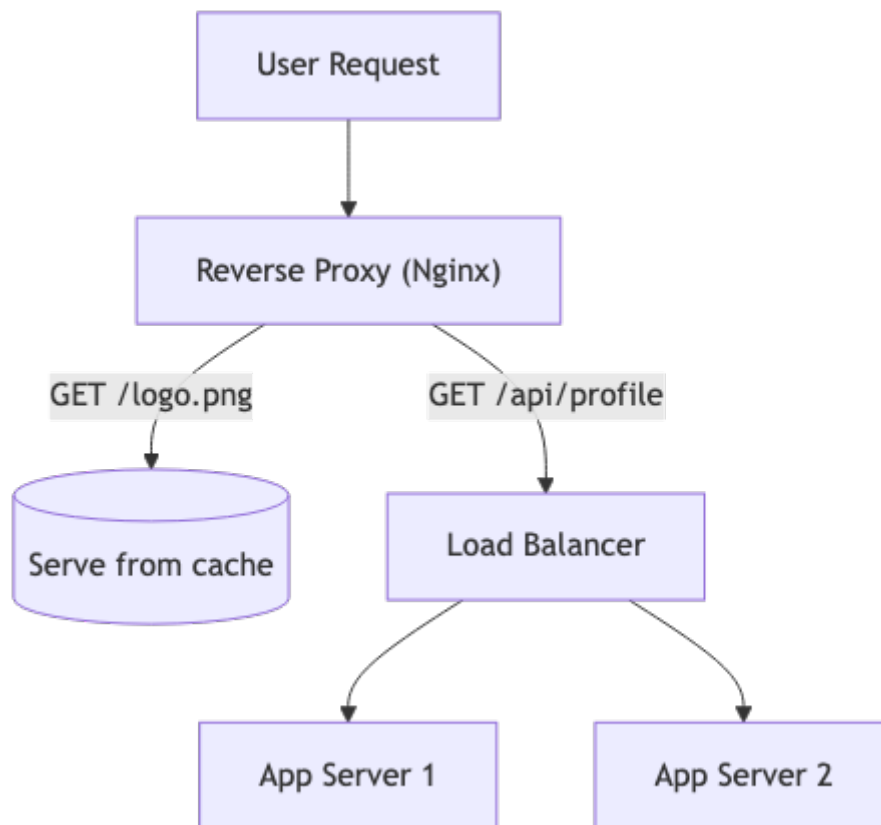 User Request
Reverse Proxy (Nginx)
GET /logo.png
GET /api/profile
Serve from cache
Load Balancer
App Server 1
App Server 2